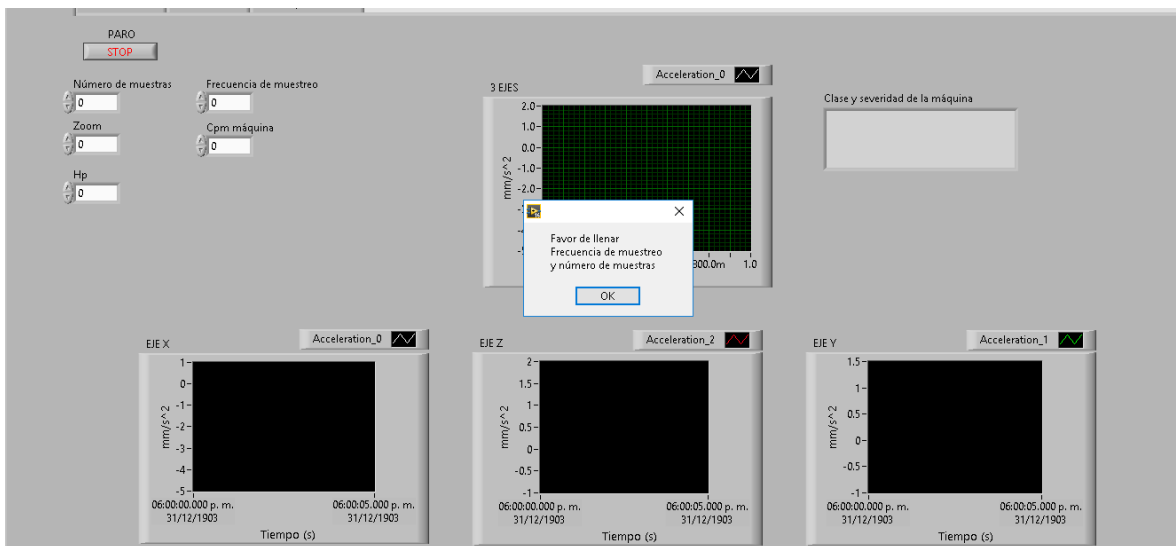 PARO
STOP
Número de muestras
0
Frecuencia de muestreo
0
Zoom
0
Cpm máquina
0
Hp
0
Acceleration_0
3 EJES
2.0
1.0
0.0
-1.0
-2.0
mm/s^2
300.0m
1.0
Clase y severidad de la máquina
Favor de llenar
Frecuencia de muestreo
y número de muestras
OK
EJE X
Acceleration_0
1
0
-1
-2
-3
-4
-5
mm/s^2
06:00:00.000 p. m.
31/12/1903
06:00:05.000 p. m.
31/12/1903
Tiempo (s)
EJE Z
Acceleration_2
2
1.5
1
0.5
0
-0.5
-1
mm/s^2
06:00:00.000 p. m.
31/12/1903
06:00:05.000 p. m.
31/12/1903
Tiempo (s)
EJE Y
Acceleration_1
1.5
1
0.5
0
-0.5
-1
mm/s^2
06:00:00.000 p. m.
31/12/1903
06:00:05.000 p. m.
31/12/1903
Tiempo (s)